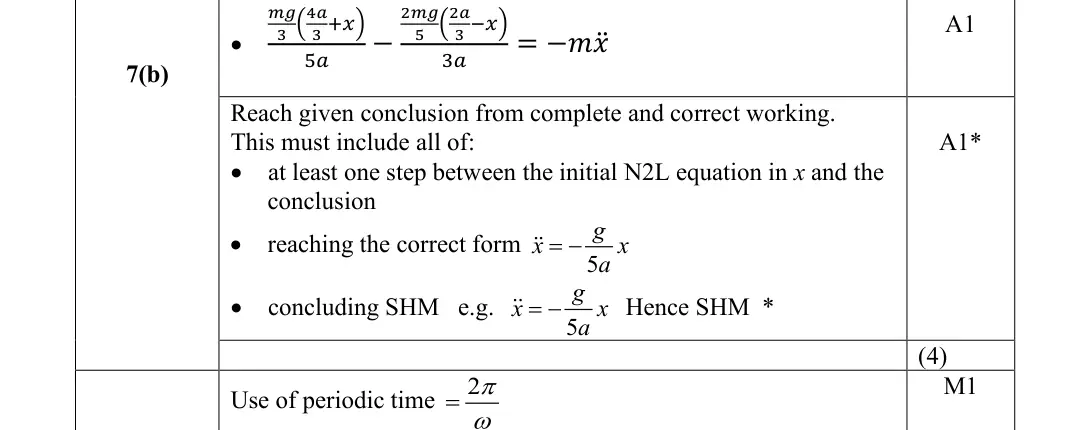 • \frac{\frac{mg}{3}\left(\frac{4a}{3}+x\right)}{5a} - \frac{\frac{2mg}{5}\left(\frac{2a}{3}-x\right)}{3a} = -m\ddot{x} A1
7(b)
Reach given conclusion from complete and correct working.
This must include all of: A1*
• at least one step between the initial N2L equation in x and the
conclusion
• reaching the correct form \ddot{x} = -\frac{g}{5a}x
• concluding SHM e.g. \ddot{x} = -\frac{g}{5a}x Hence SHM *
(4)
Use of periodic time = \frac{2\pi}{\omega} M1